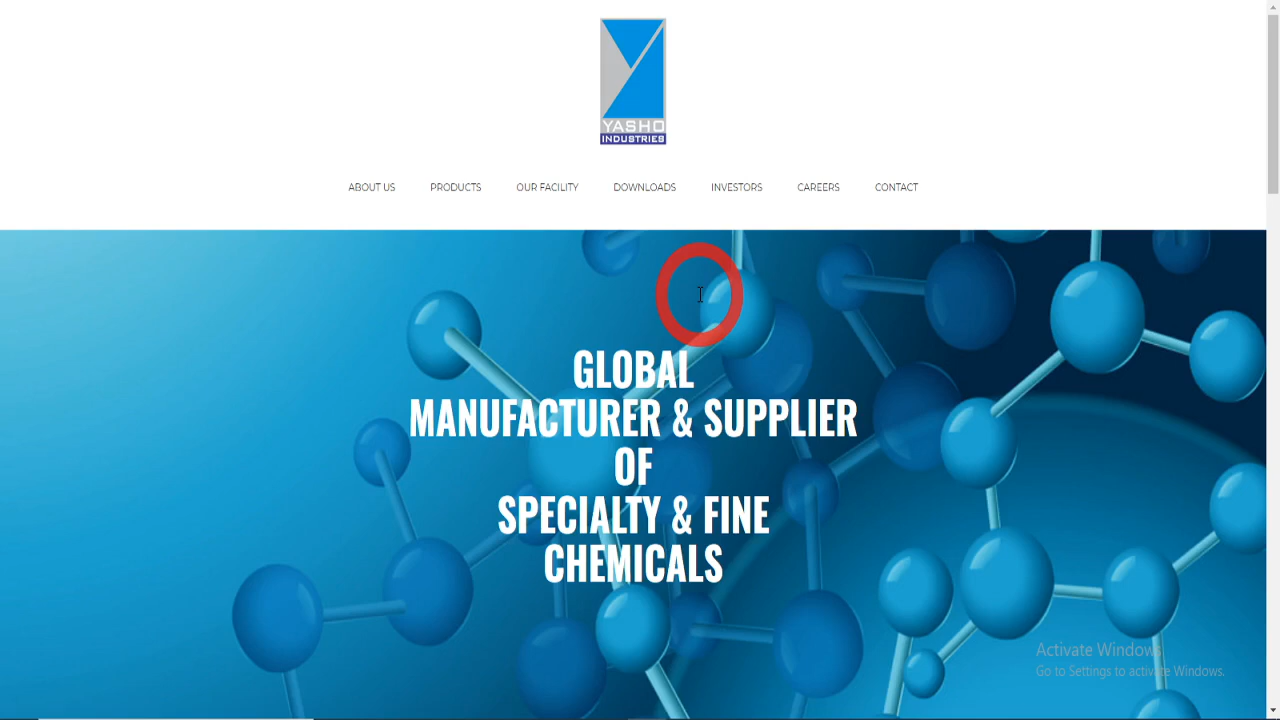 YASHO
INDUSTRIES
ABOUT US PRODUCTS OUR FACILITY DOWNLOADS INVESTORS CAREERS CONTACT
GLOBAL
MANUFACTURER & SUPPLIER
OF
SPECIALTY & FINE
CHEMICALS
Activate Windows
Go to Settings to activate Windows.